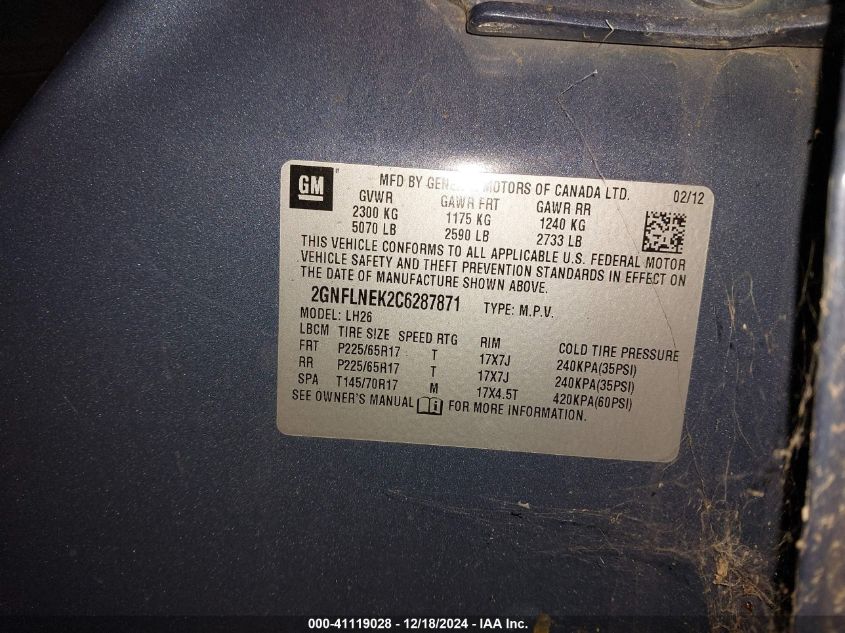 GM MFD BY GENE MOTORS OF CANADA LTD. 02/12
GVWR GAWR FRT GAWR RR
2300 KG 1175 KG 1240 KG
5070 LB 2590 LB 2733 LB
THIS VEHICLE CONFORMS TO ALL APPLICABLE U.S. FEDERAL MOTOR
VEHICLE SAFETY AND THEFT PREVENTION STANDARDS IN EFFECT ON
THE DATE OF MANUFACTURE SHOWN ABOVE.
2GNFLNEK2C6287871 TYPE: M.P.V.
MODEL: LH26
LBCM TIRE SIZE SPEED RTG RIM COLD TIRE PRESSURE
FRT P225/65R17 T 17X7J 240KPA(35PSI)
RR P225/65R17 T 17X7J 240KPA(35PSI)
SPA T145/70R17 M 17X4.5T 420KPA(60PSI)
SEE OWNER'S MANUAL FOR MORE INFORMATION.
000-41119028 - 12/18/2024 - IAA Inc.